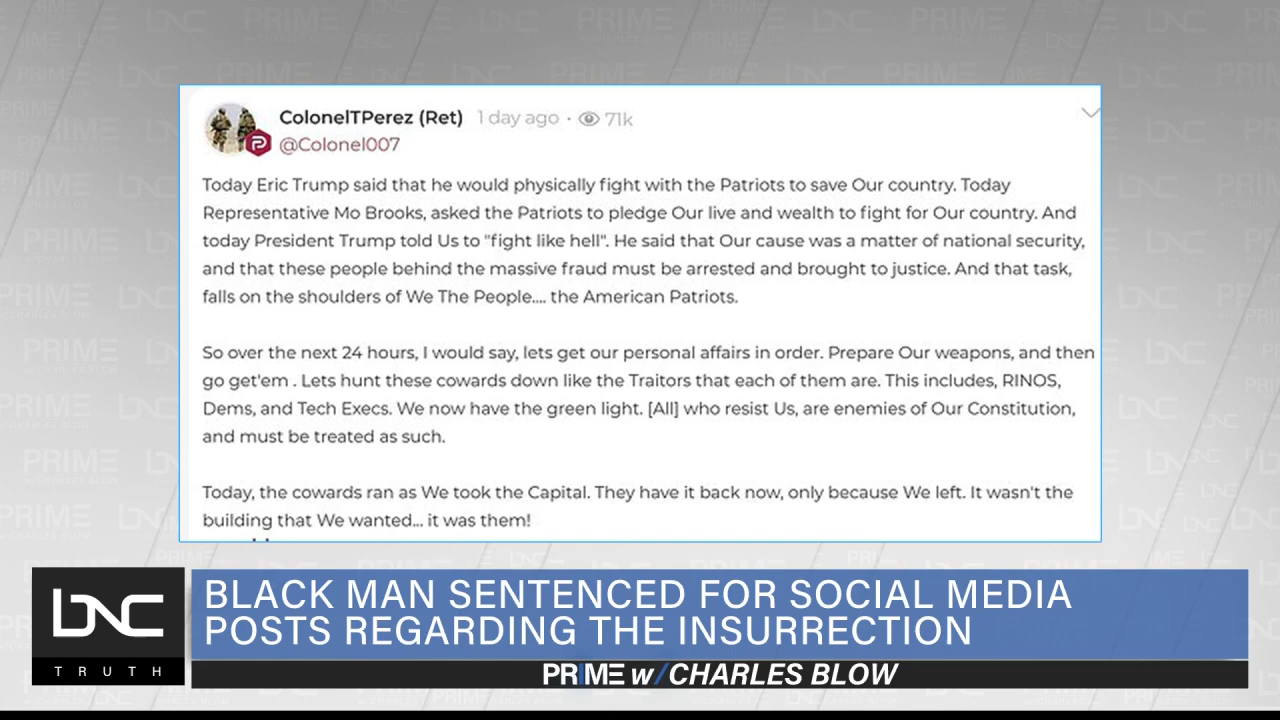 ColonelTPerez (Ret) 1 day ago · 71k
@Colonel007
Today Eric Trump said that he would physically fight with the Patriots to save Our country. Today
Representative Mo Brooks, asked the Patriots to pledge Our live and wealth to fight for Our country. And
today President Trump told Us to "fight like hell". He said that Our cause was a matter of national security,
and that these people behind the massive fraud must be arrested and brought to justice. And that task,
falls on the shoulders of We The People.... the American Patriots.
So over the next 24 hours, I would say, lets get our personal affairs in order. Prepare Our weapons, and then
go get'em . Lets hunt these cowards down like the Traitors that each of them are. This includes, RINOS,
Dems, and Tech Execs. We now have the green light. [All] who resist Us, are enemies of Our Constitution,
and must be treated as such.
Today, the cowards ran as We took the Capital. They have it back now, only because We left. It wasn't the
building that We wanted... it was them!
BNC
TRUTH
BLACK MAN SENTENCED FOR SOCIAL MEDIA
POSTS REGARDING THE INSURRECTION
PRIME w/CHARLES BLOW